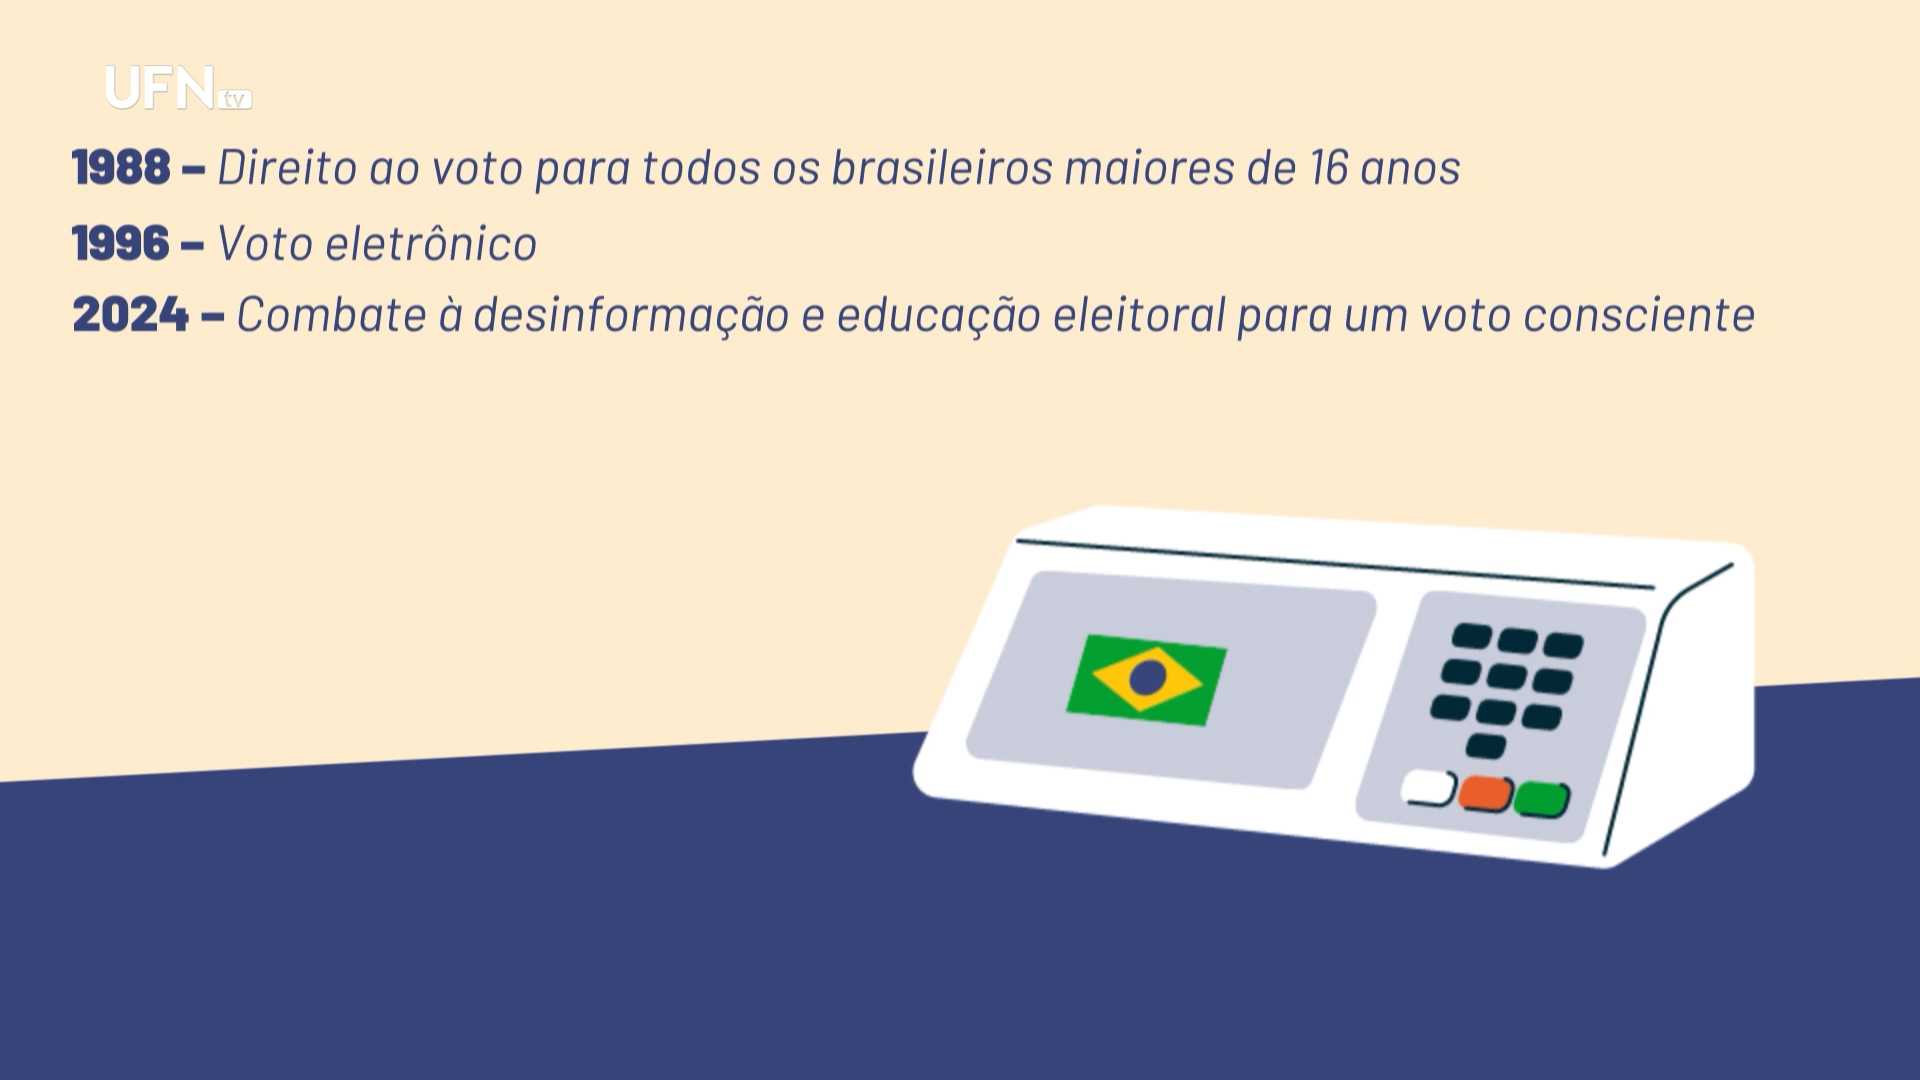 UFN tv
1988 – Direito ao voto para todos os brasileiros maiores de 16 anos
1996 – Voto eletrônico
2024 – Combate à desinformação e educação eleitoral para um voto consciente